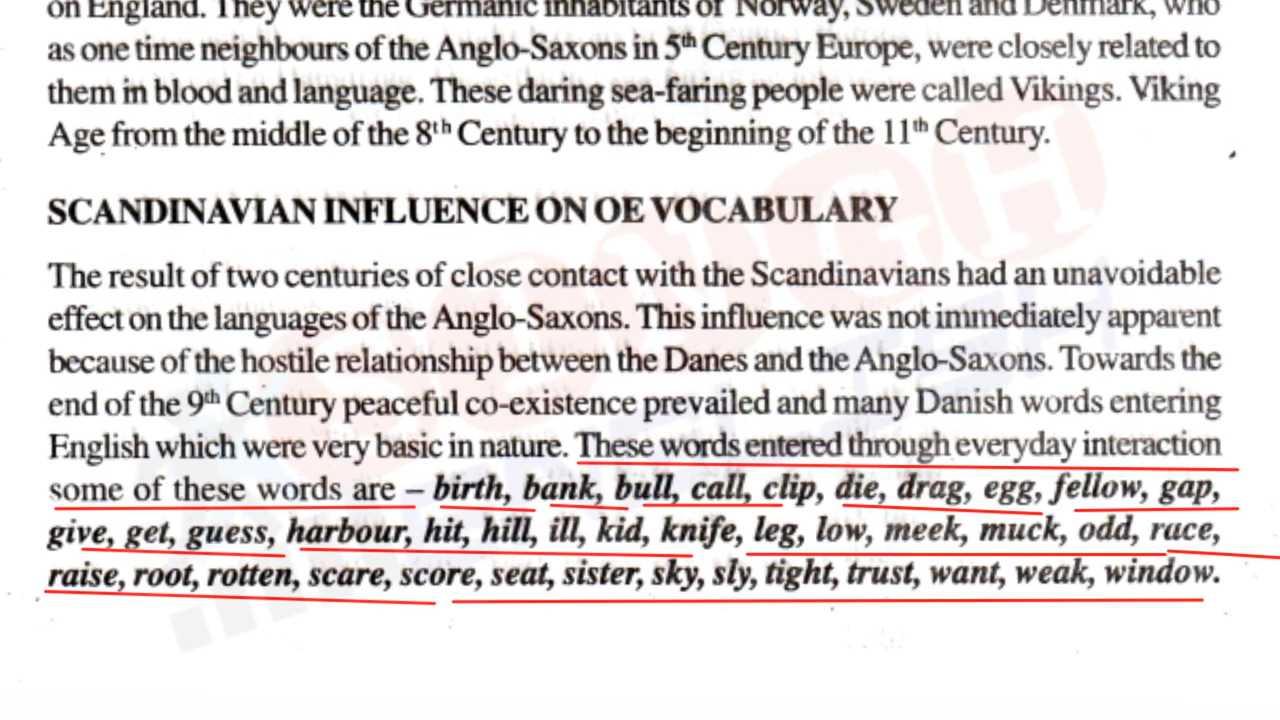 on England. They were the Germanic inhabitants of Norway, Sweden and Denmark, who
as one time neighbours of the Anglo-Saxons in 5th Century Europe, were closely related to
them in blood and language. These daring sea-faring people were called Vikings. Viking
Age from the middle of the 8th Century to the beginning of the 11th Century.
SCANDINAVIAN INFLUENCE ON OE VOCABULARY
The result of two centuries of close contact with the Scandinavians had an unavoidable
effect on the languages of the Anglo-Saxons. This influence was not immediately apparent
because of the hostile relationship between the Danes and the Anglo-Saxons. Towards the
end of the 9th Century peaceful co-existence prevailed and many Danish words entering
English which were very basic in nature. These words entered through everyday interaction
some of these words are – birth, bank, bull, call, clip, die, drag, egg, fellow, gap,
give, get, guess, harbour, hit, hill, ill, kid, knife, leg, low, meek, muck, odd, race,
raise, root, rotten, scare, score, seat, sister, sky, sly, tight, trust, want, weak, window.